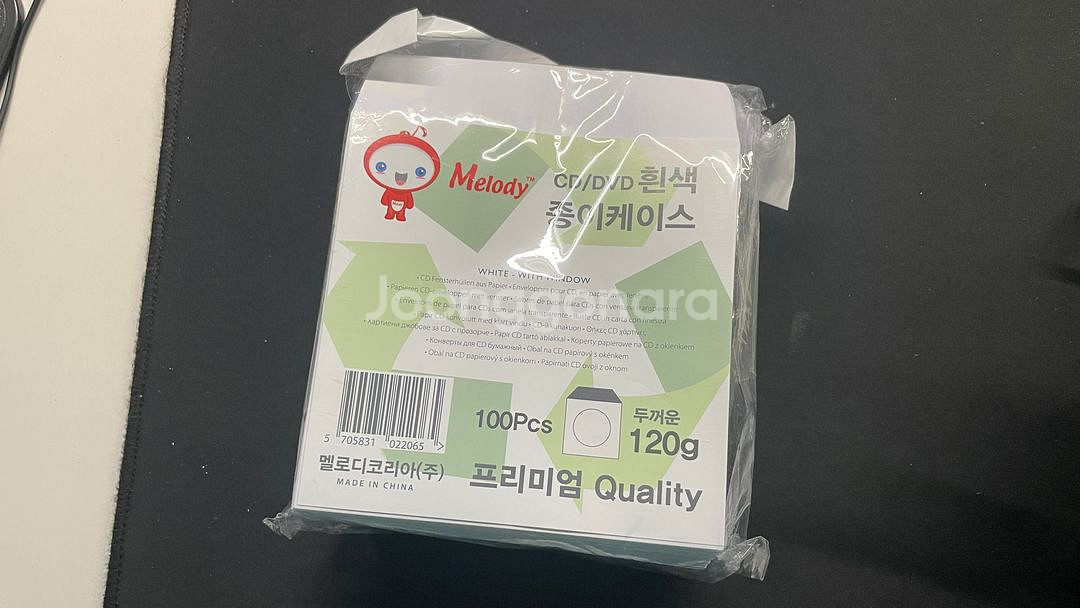 Melody™
CD/DVD 흰색
종이케이스
WHITE - WITH WINDOW
• CD Fensterhüllen aus Papier • Enveloppes pour CD, en papier avec fenêtre
• Papieren CD-enveloppen met venster • Sobres de papel para CDs con ventana transparente
• Envelopes de papel para CDs com janela transparente • Buste CD in carta con finestra
• Papir CD konvolutt med klart vindu • CD-ikkunakuori • Θήκες CD χάρτινες
• Картиени джобове за CD с прозорче • Papír CD tartó ablakkal • Koperty papierowe na CD z okienkiem
• Конверты для CD бумажный • Obal na CD papírový s okénkem
• Obal na CD papierový s okienkom • Papirnati CD ovoji z oknom
Joonggonara
100Pcs
두꺼운
120g
5 705831 022065 >
멜로디코리아(주)
MADE IN CHINA
프리미엄 Quality